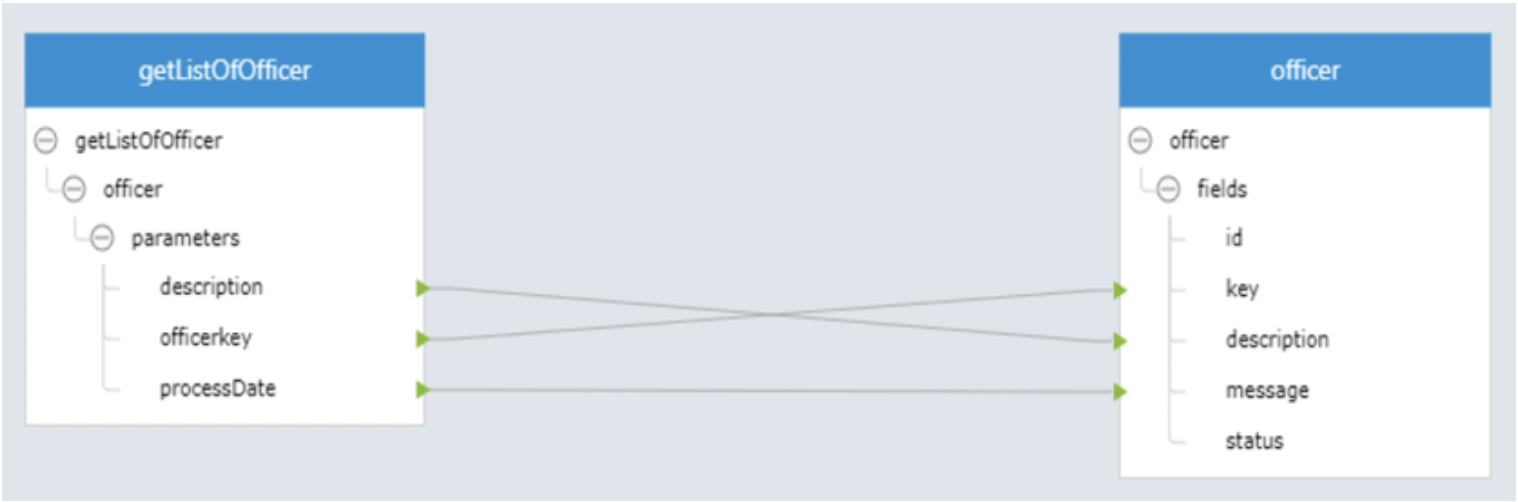 getListOfOfficer
getListOfOfficer
officer
parameters
description
officerkey
processDate
officer
officer
fields
id
key
description
message
status